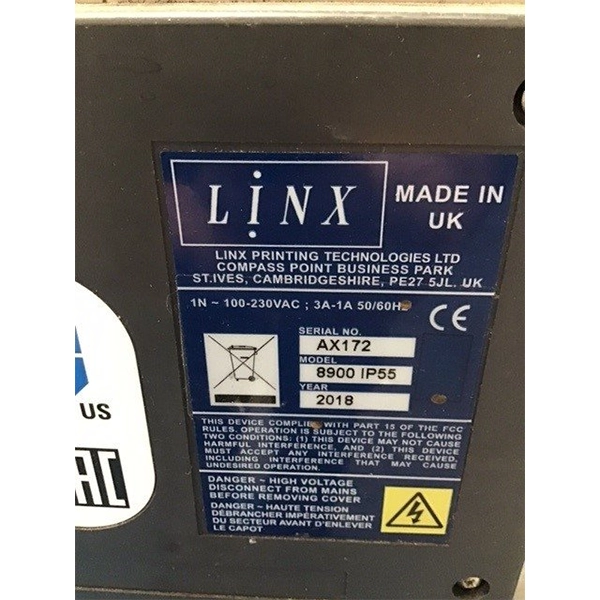 LINX
MADE IN
UK
LINX PRINTING TECHNOLOGIES LTD
COMPASS POINT BUSINESS PARK
ST.IVES, CAMBRIDGESHIRE, PE27 5JL. UK
1N ~ 100-230VAC ; 3A-1A 50/60Hz
CE
SERIAL NO.
AX172
MODEL
8900 IP55
YEAR
2018
US
THIS DEVICE COMPLIES WITH PART 15 OF THE FCC
RULES. OPERATION IS SUBJECT TO THE FOLLOWING
TWO CONDITIONS: (1) THIS DEVICE MAY NOT CAUSE
HARMFUL INTERFERENCE, AND (2) THIS DEVICE
MUST ACCEPT ANY INTERFERENCE RECEIVED,
INCLUDING INTERFERENCE THAT MAY CAUSE
UNDESIRED OPERATION.
DANGER ~ HIGH VOLTAGE
DISCONNECT FROM MAINS
BEFORE REMOVING COVER
DANGER ~ HAUTE TENSION
DÉBRANCHER IMPÉRATIVEMENT
DU SECTEUR AVANT D'ENLEVER
LE CAPOT